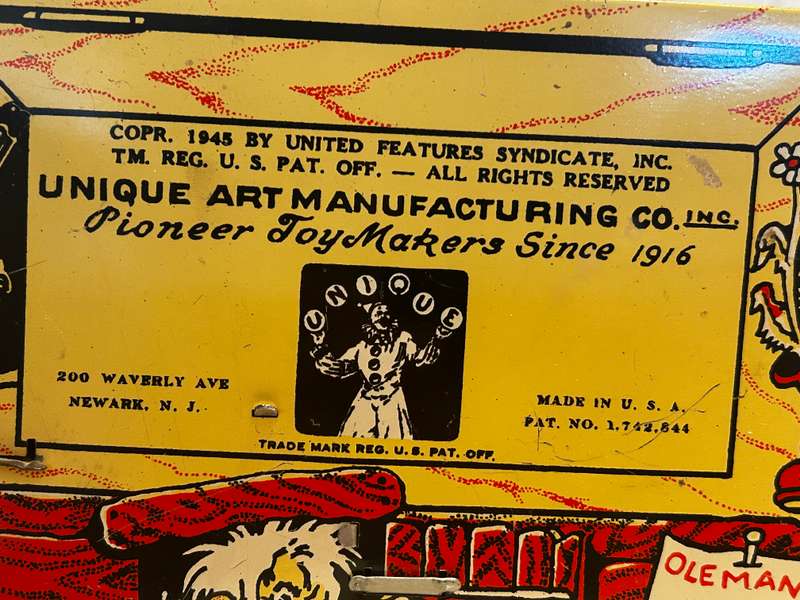 COPR. 1945 BY UNITED FEATURES SYNDICATE, INC.
TM. REG. U. S. PAT. OFF. — ALL RIGHTS RESERVED
UNIQUE ART MANUFACTURING CO. INC.
Pioneer Toy Makers Since 1916
UNIQUE
200 WAVERLY AVE
NEWARK, N. J.
MADE IN U. S. A.
PAT. NO. 1,742,844
TRADE MARK REG. U. S. PAT. OFF.
OLEMAN